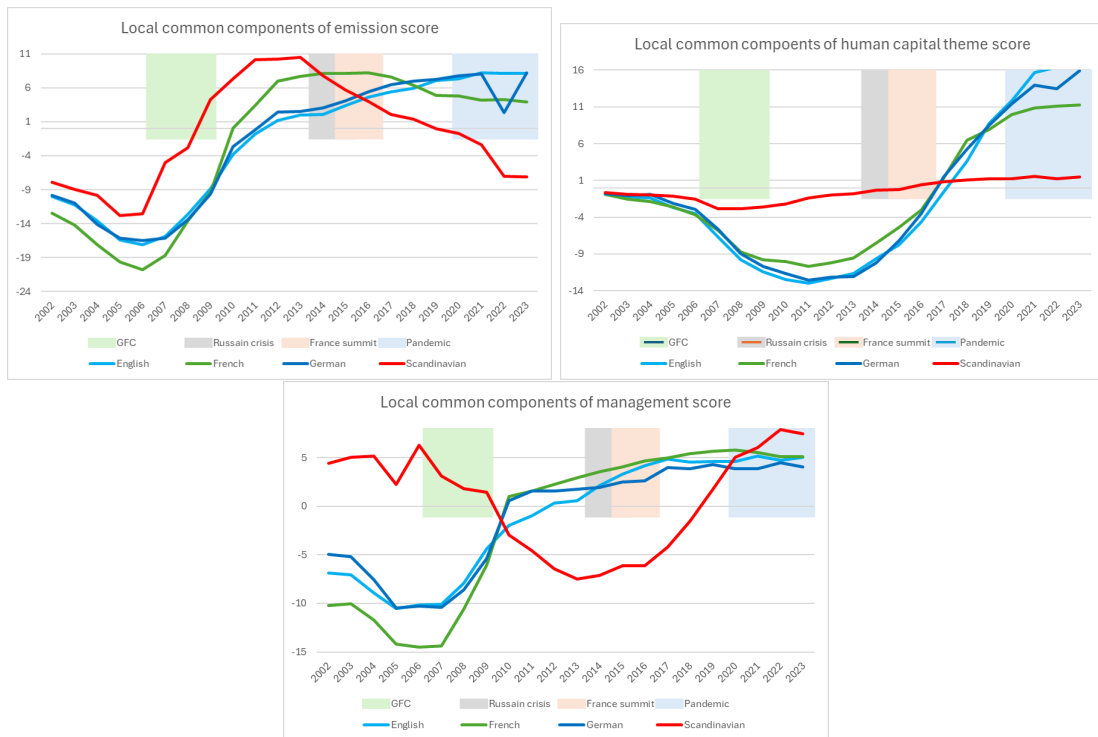 Local common components of emission score
11
6
1
-4
-9
-14
-19
-24
2002 2003 2004 2005 2006 2007 2008 2009 2010 2011 2012 2013 2014 2015 2016 2017 2018 2019 2020 2021 2022 2023
GFC Russain crisis France summit Pandemic
English French German Scandinavian
Local common compoents of human capital theme score
16
11
6
1
-4
-9
-14
2002 2003 2004 2005 2006 2007 2008 2009 2010 2011 2012 2013 2014 2015 2016 2017 2018 2019 2020 2021 2022 2023
GFC Russain crisis France summit Pandemic
English French German Scandinavian
Local common components of management score
5
0
-5
-10
-15
2002 2003 2004 2005 2006 2007 2008 2009 2010 2011 2012 2013 2014 2015 2016 2017 2018 2019 2020 2021 2022 2023
GFC Russain crisis France summit Pandemic
English French German Scandinavian